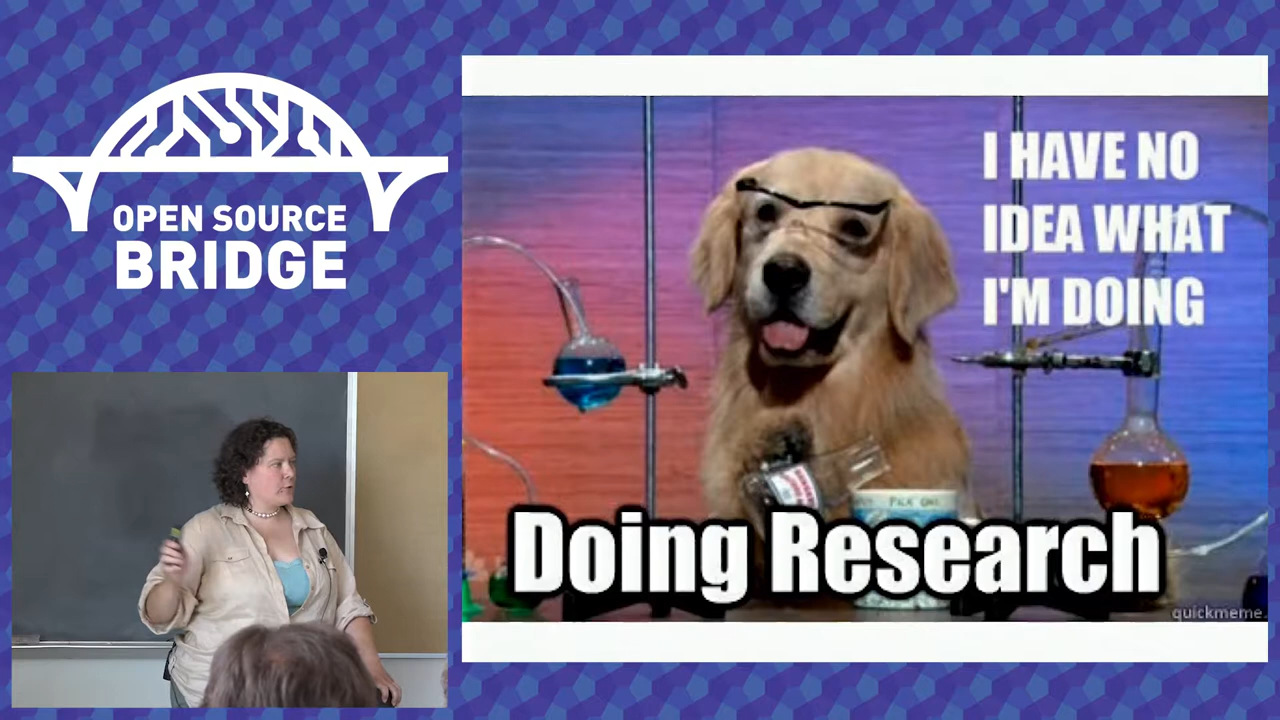 OPEN SOURCE
BRIDGE
I HAVE NO
IDEA WHAT
I'M DOING
Doing Research
quickmeme.